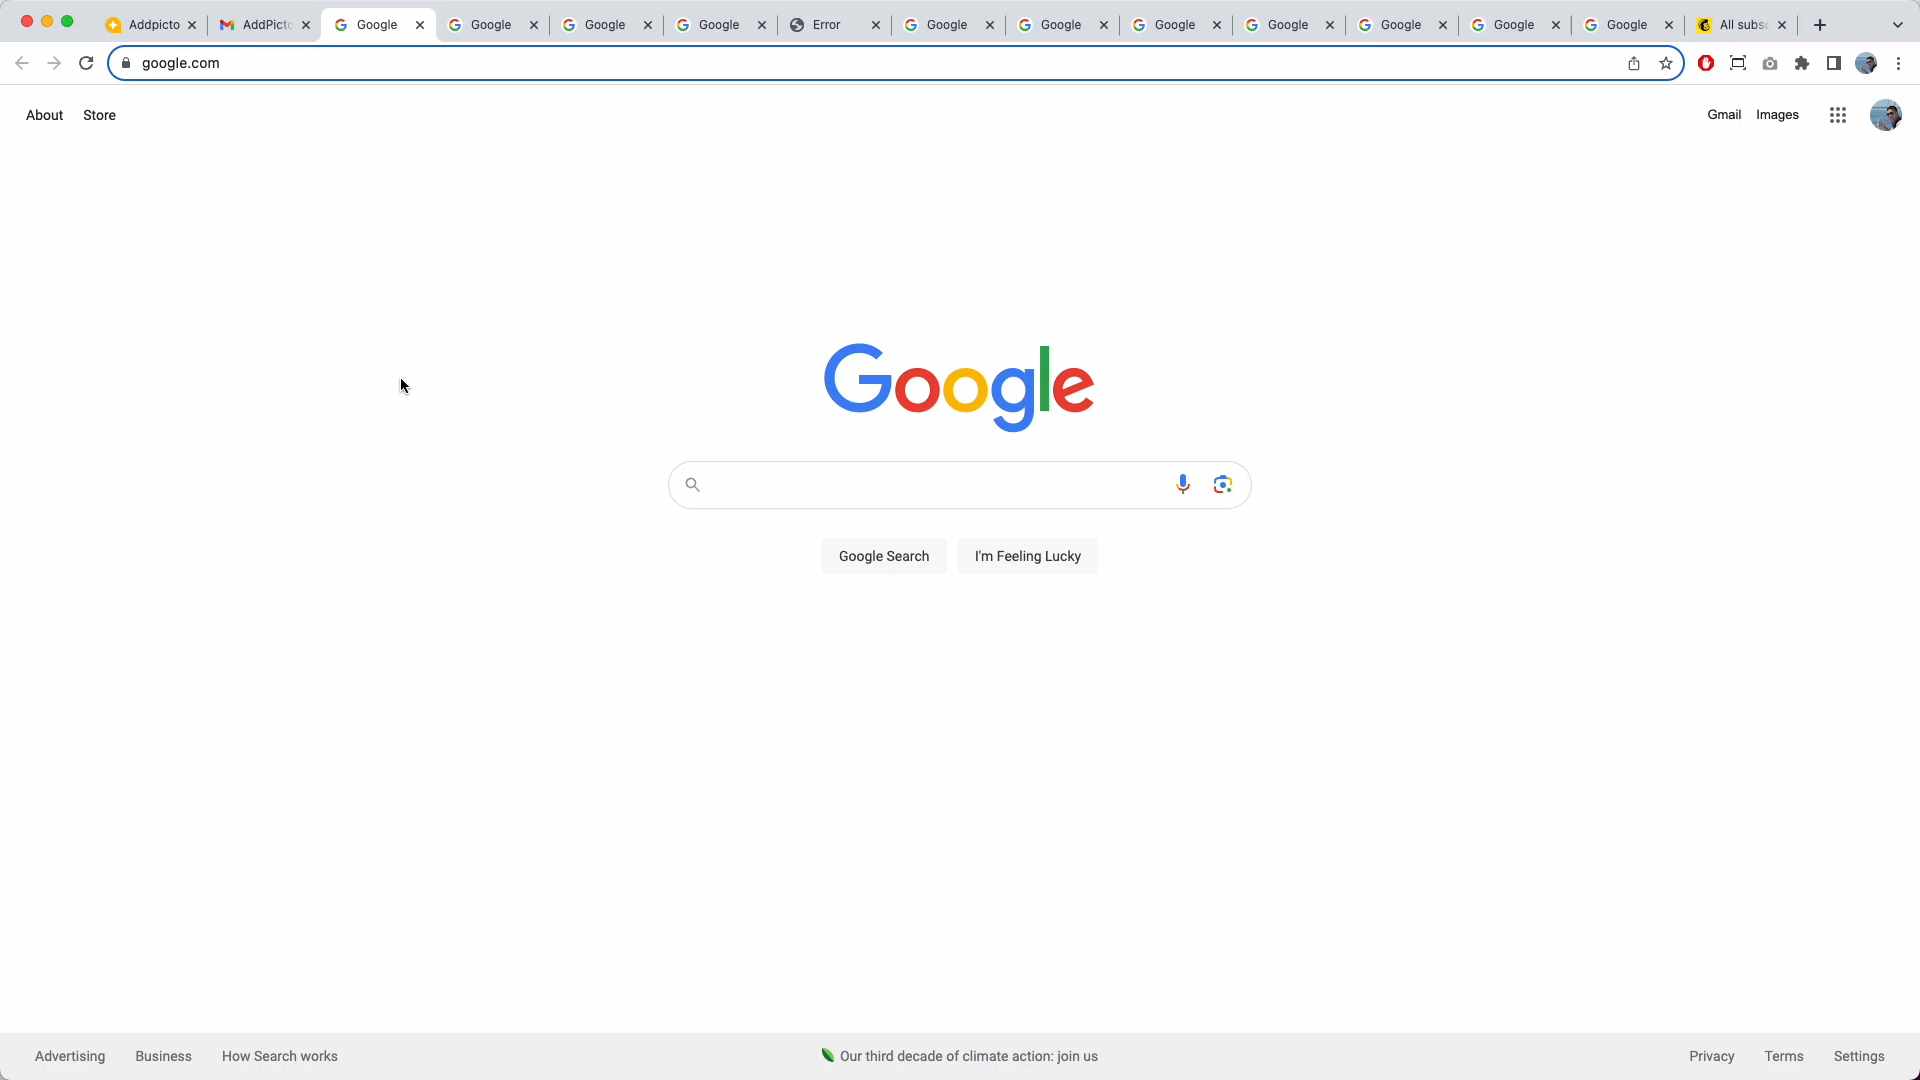 Addpicto
AddPicto
Google
Google
Google
Google
Error
Google
Google
Google
Google
Google
Google
Google
All subsc
google.com
About
Store
Gmail
Images
Google
Google Search
I'm Feeling Lucky
Advertising
Business
How Search works
Our third decade of climate action: join us
Privacy
Terms
Settings